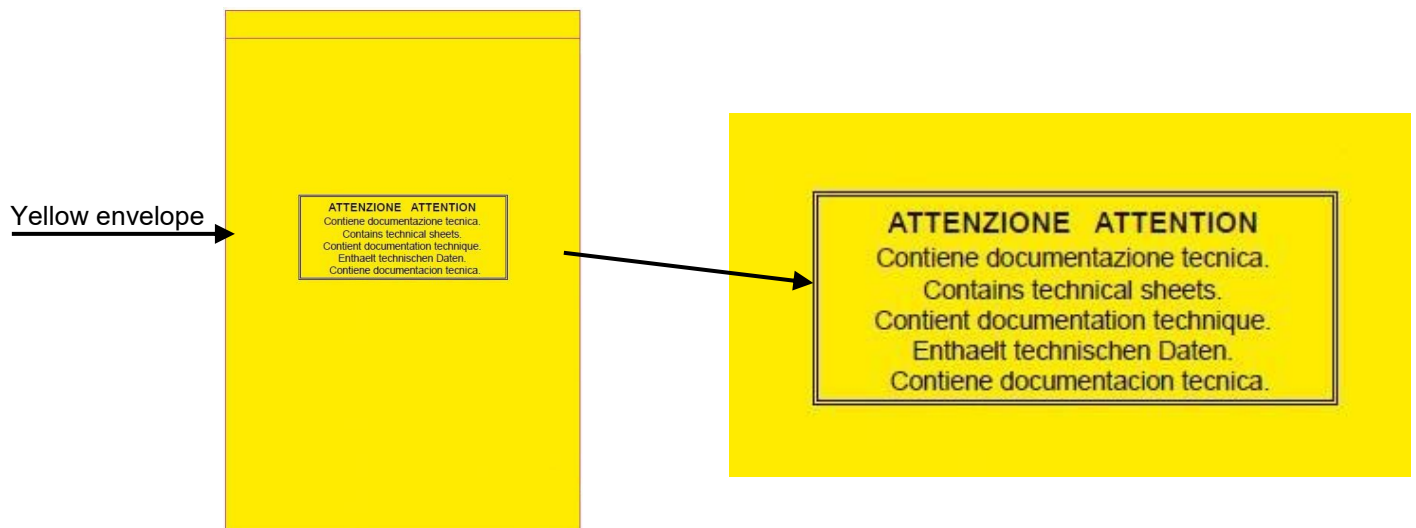 Yellow envelope
ATTENZIONE ATTENTION
Contiene documentazione tecnica.
Contains technical sheets.
Contient documentation technique.
Enthaelt technischen Daten.
Contiene documentacion tecnica.
ATTENZIONE ATTENTION
Contiene documentazione tecnica.
Contains technical sheets.
Contient documentation technique.
Enthaelt technischen Daten.
Contiene documentacion tecnica.